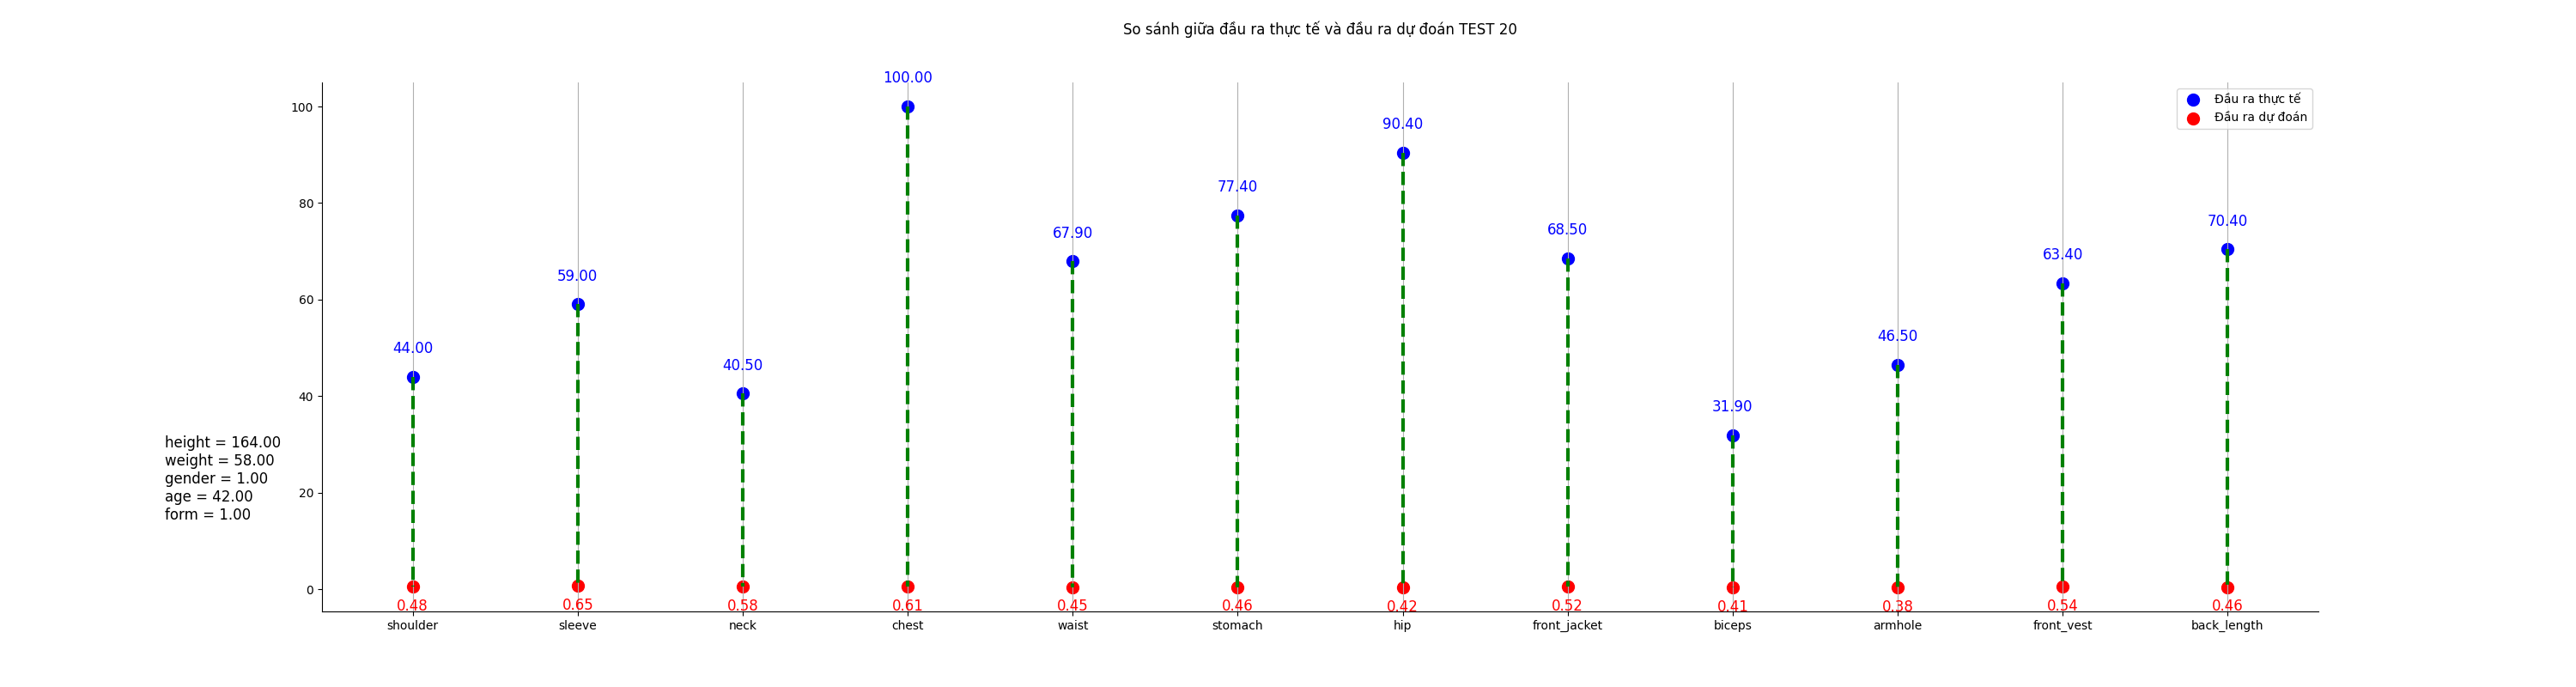 So sánh giữa đầu ra thực tế và đầu ra dự đoán TEST 20
Đầu ra thực tế
Đầu ra dự đoán
100
80
60
40
20
0
44.00
59.00
40.50
100.00
67.90
77.40
90.40
68.50
31.90
46.50
63.40
70.40
height = 164.00
weight = 58.00
gender = 1.00
age = 42.00
form = 1.00
0.48
0.65
0.58
0.61
0.45
0.46
0.42
0.52
0.41
0.38
0.54
0.46
shoulder
sleeve
neck
chest
waist
stomach
hip
front_jacket
biceps
armhole
front_vest
back_length